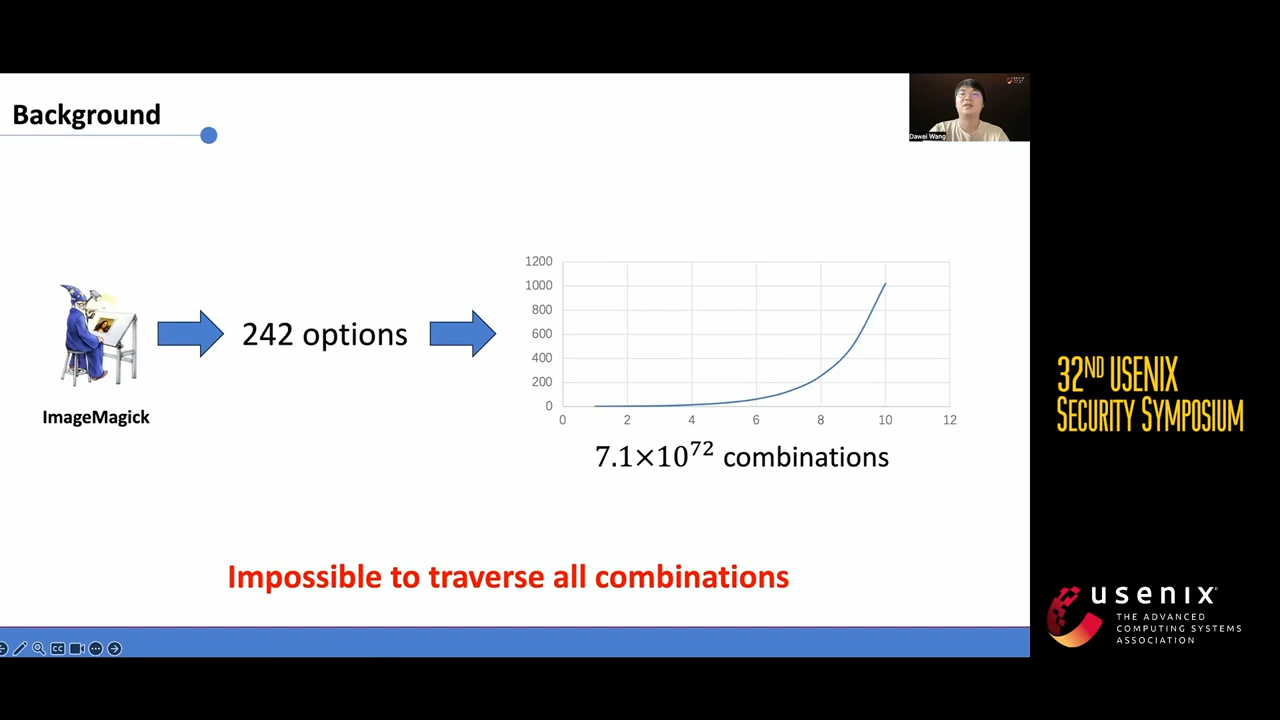 Background
Dawei Wang
ImageMagick
242 options
1200
1000
800
600
400
200
0
0 2 4 6 8 10 12
7.1×10⁷² combinations
Impossible to traverse all combinations
CC
32ND USENIX
SECURITY SYMPOSIUM
usenix
THE ADVANCED
COMPUTING SYSTEMS
ASSOCIATION